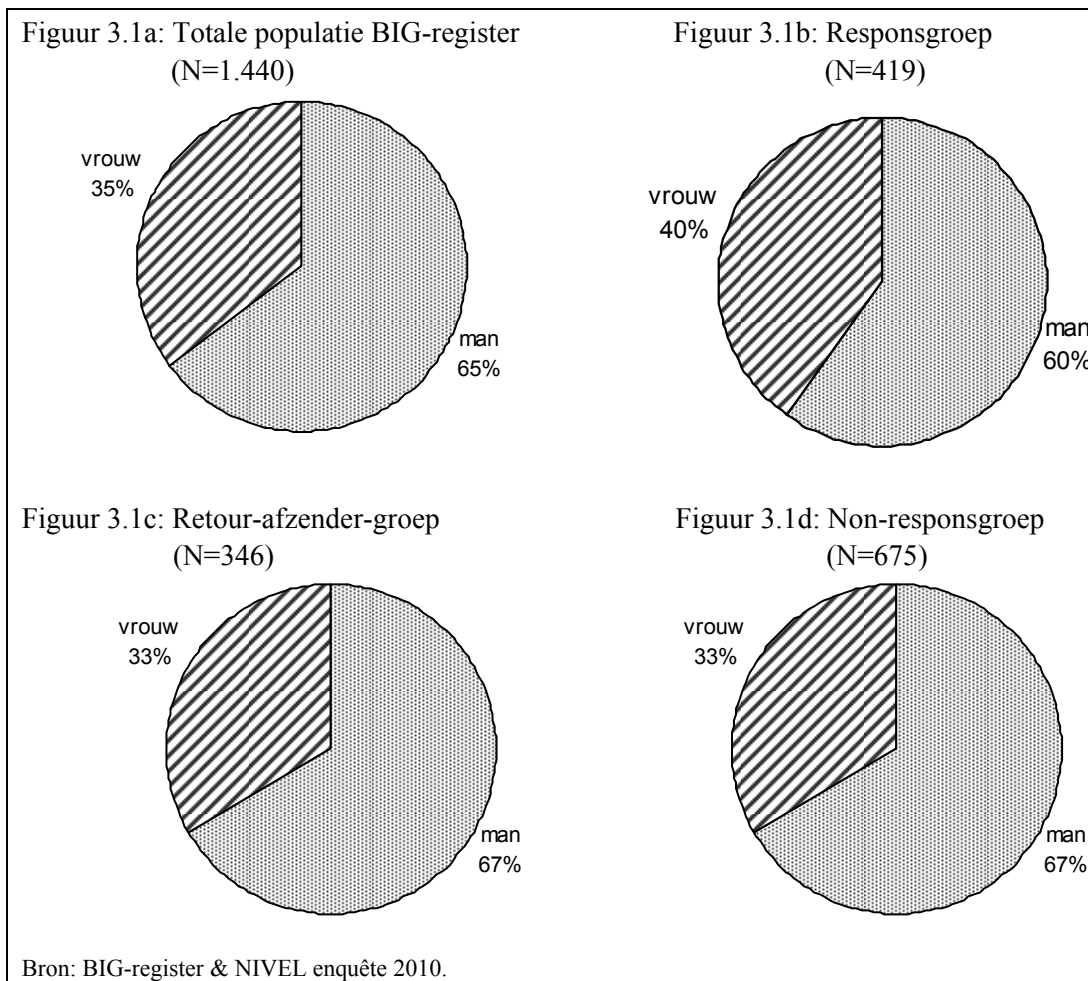 Figuur 3.1a: Totale populatie BIG-register
(N=1.440)
vrouw
35%
man
65%
Figuur 3.1b: Responsgroep
(N=419)
vrouw
40%
man
60%
Figuur 3.1c: Retour-afzender-groep
(N=346)
vrouw
33%
man
67%
Figuur 3.1d: Non-responsgroep
(N=675)
vrouw
33%
man
67%
Bron: BIG-register & NIVEL enquête 2010.